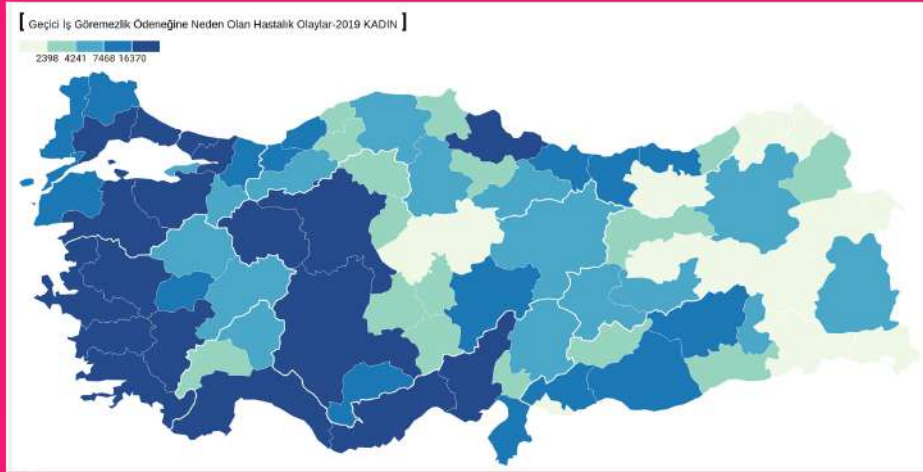 [ Geçici İş Göremezlik Ödeneğine Neden Olan Hastalık Olaylar-2019 KADIN ]
2398 4241 7468 16370